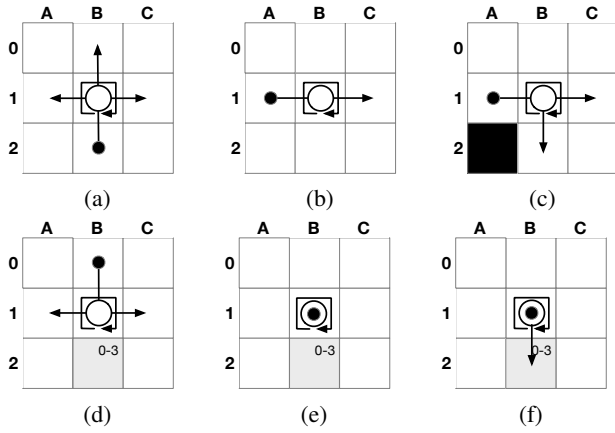 A B C A B C A B C
0 0 0
1 1 1
2 2 2
(a) (b) (c)
A B C A B C A B C
0 0 0
1 1 1
0-3 0-3 0-3
2 2 2
(d) (e) (f)